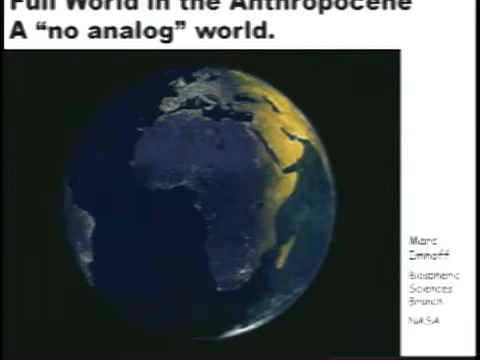 Full World in the Anthropocene
A “no analog” world.
Marc
Imhoff
Biospheric
Sciences
Branch
NASA